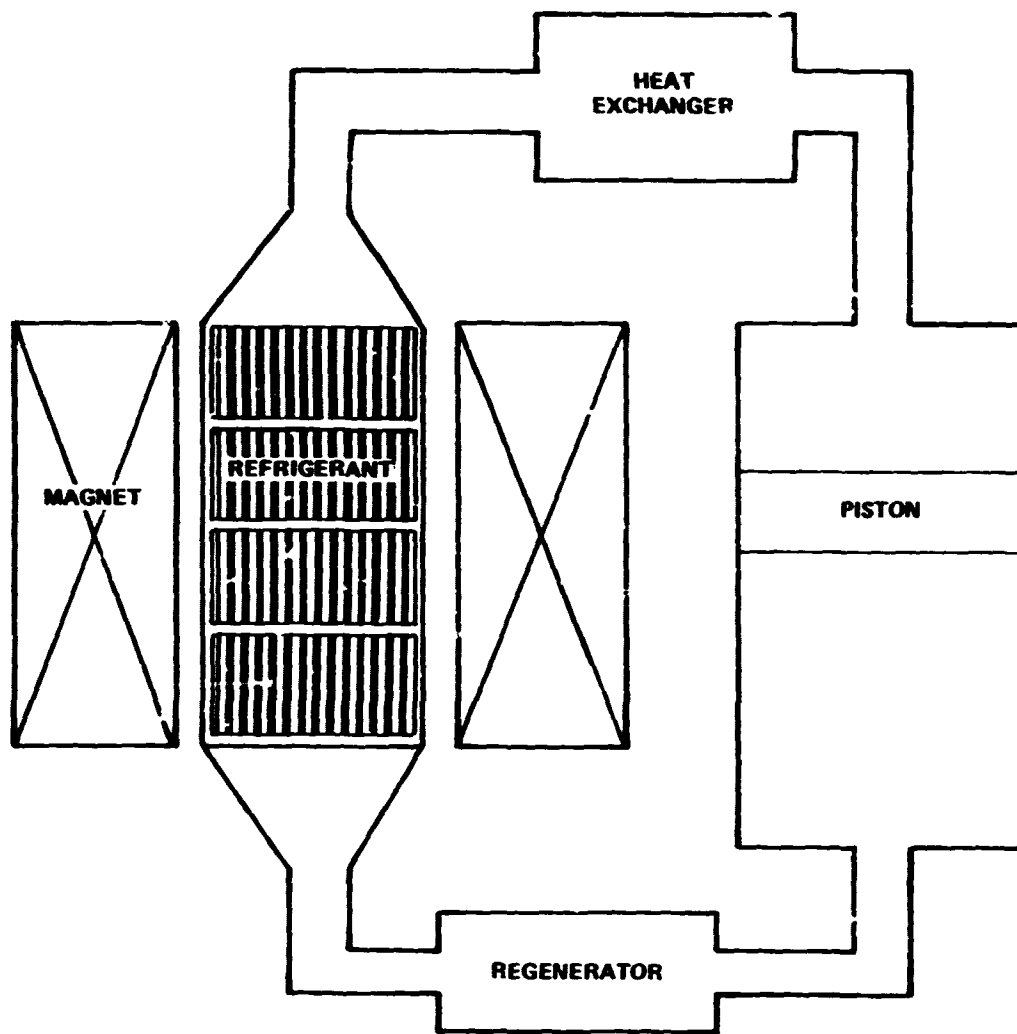 HEAT
EXCHANGER
REFRIGERANT
MAGNET
PISTON
REGENERATOR